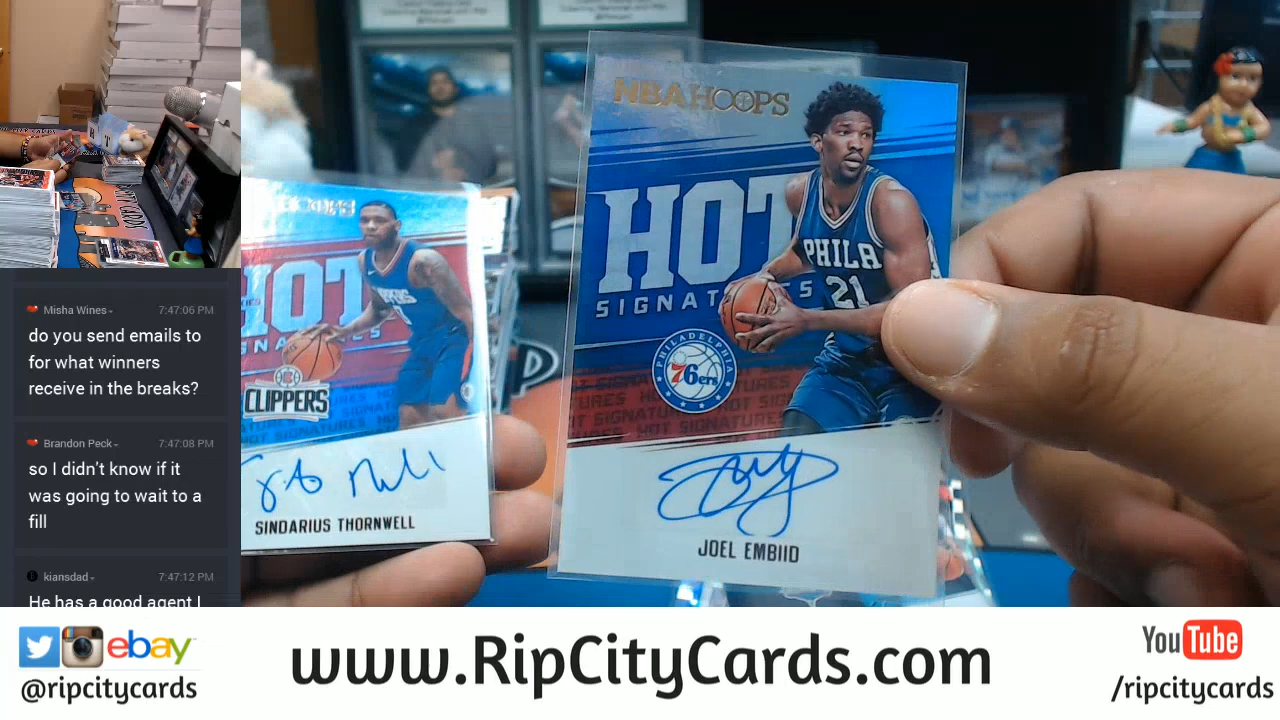 Misha Wines
7:47:06 PM
do you send emails to
for what winners
receive in the breaks?
Brandon Peck
7:47:08 PM
so I didn't know if it
was going to wait to a
fill
kiansdad
7:47:12 PM
He has a good agent I
HOT
CLIPPERS
SINDARIUS THORNWELL
NBA HOOPS
HOT
SIGNATURES
PHILA
21
PHILADELPHIA
76ers
HOT SIGNATURES
JOEL EMBIID
ebay
@ripcitycards
www.RipCityCards.com
YouTube
/ripcitycards